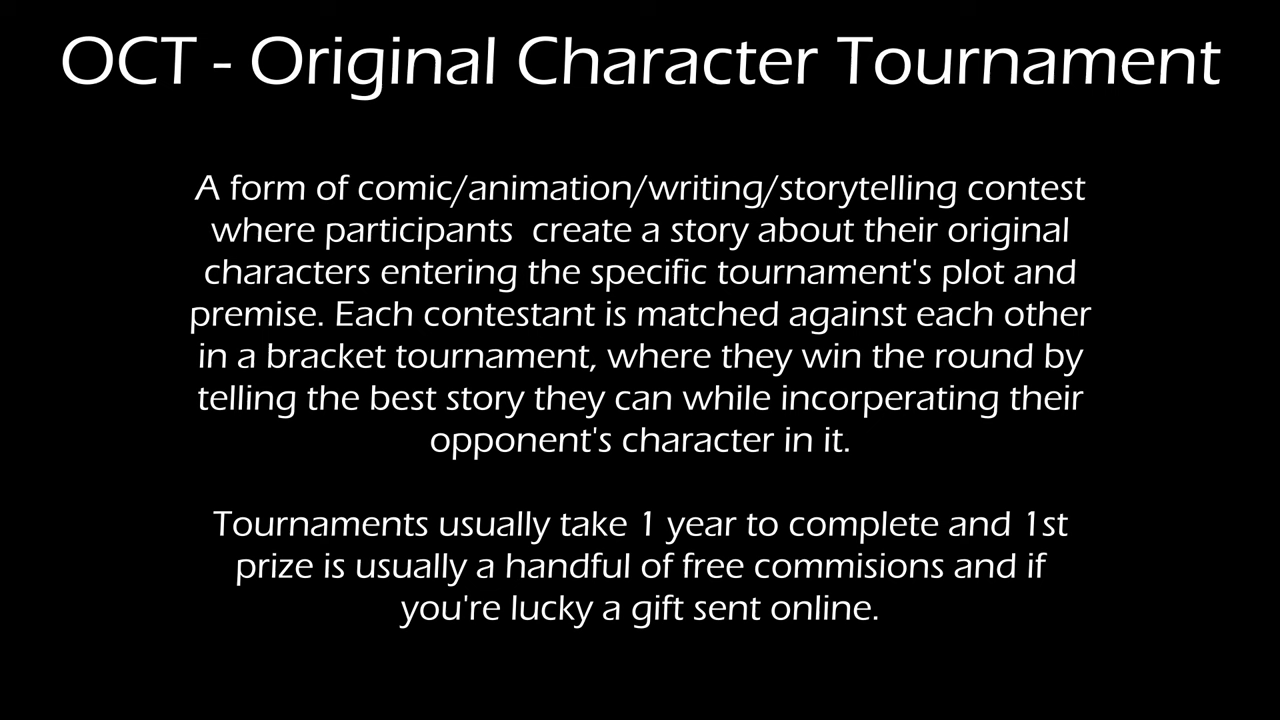 OCT - Original Character Tournament
A form of comic/animation/writing/storytelling contest
where participants  create a story about their original
characters entering the specific tournament's plot and
premise. Each contestant is matched against each other
in a bracket tournament, where they win the round by
telling the best story they can while incorperating their
opponent's character in it.
Tournaments usually take 1 year to complete and 1st
prize is usually a handful of free commisions and if
you're lucky a gift sent online.